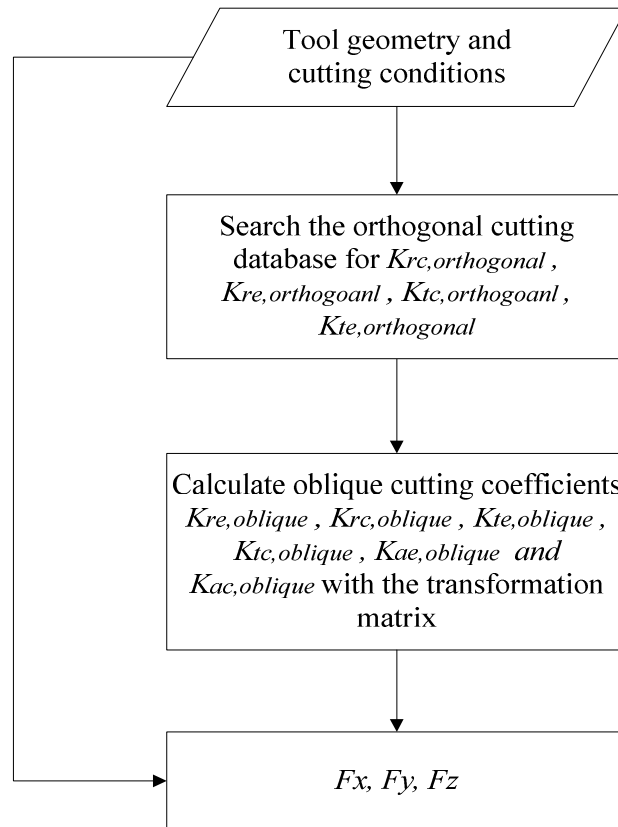 Tool geometry and
cutting conditions
Search the orthogonal cutting
database for Krc,orthogonal ,
Kre,orthogoanl , Ktc,orthogoanl ,
Kte,orthogonal
Calculate oblique cutting coefficients
Kre,oblique , Krc,oblique , Kte,oblique ,
Ktc,oblique , Kae,oblique and
Kac,oblique with the transformation
matrix
Fx, Fy, Fz